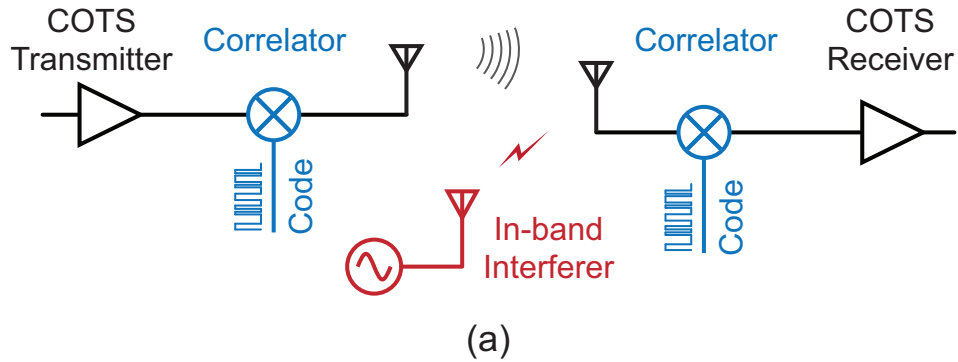 COTS
Transmitter
Correlator
Code
In-band
Interferer
Correlator
Code
COTS
Receiver
(a)